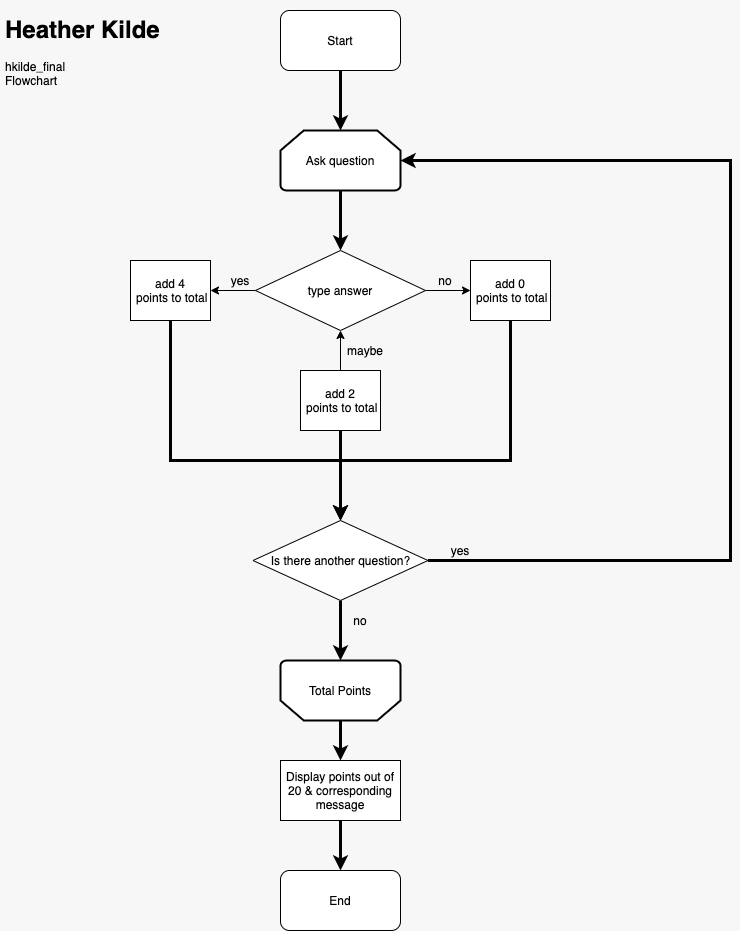 Heather Kilde
hkilde_final
Flowchart
Start
Ask question
type answer
yes
no
add 4
points to total
add 0
points to total
maybe
add 2
points to total
Is there another question?
yes
no
Total Points
Display points out of
20 & corresponding
message
End